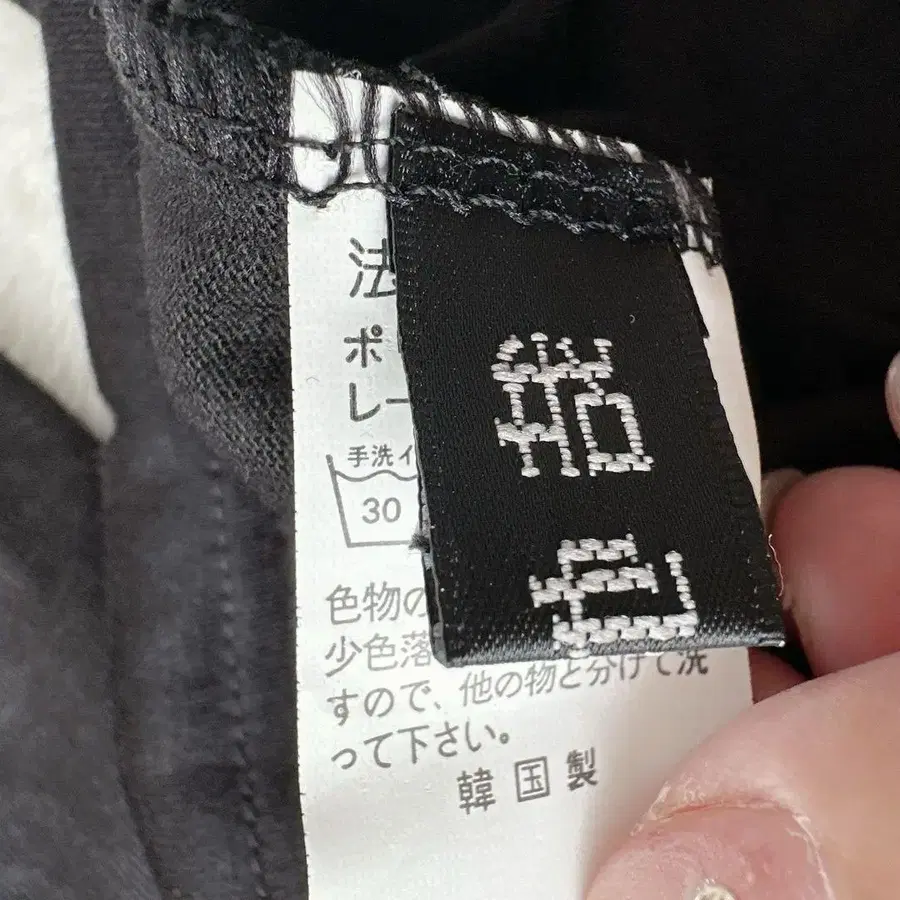 法
ポ
レー
手洗イ
30
色物の
少色落
すので、他の物と分けて洗
って下さい。
韓国製